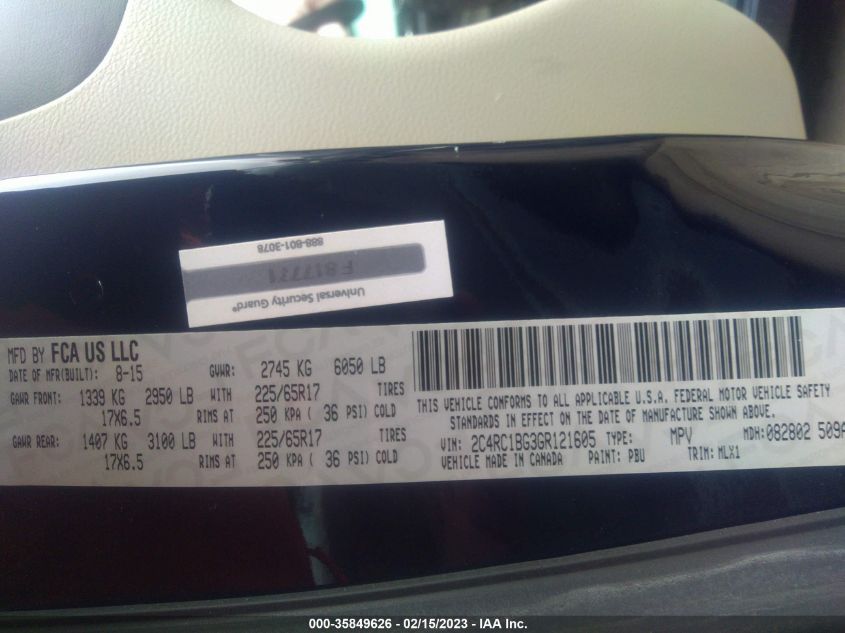 888-801-3078
F817731
Universal Security Guard®
MFD BY FCA US LLC
DATE OF MFR(BUILT): 8-15 GVWR: 2745 KG 6050 LB
GAWR FRONT: 1339 KG 2950 LB WITH 225/65R17 TIRES
17X6.5 RIMS AT 250 KPA ( 36 PSI) COLD
GAWR REAR: 1407 KG 3100 LB WITH 225/65R17 TIRES
17X6.5 RIMS AT 250 KPA ( 36 PSI) COLD
THIS VEHICLE CONFORMS TO ALL APPLICABLE U.S.A. FEDERAL MOTOR VEHICLE SAFETY
STANDARDS IN EFFECT ON THE DATE OF MANUFACTURE SHOWN ABOVE.
VIN: 2C4RC1BG3GR121605 TYPE: MPV MDH: 082802 509A
VEHICLE MADE IN CANADA PAINT: PBU TRIM: MLX1
000-35849626 - 02/15/2023 - IAA Inc.